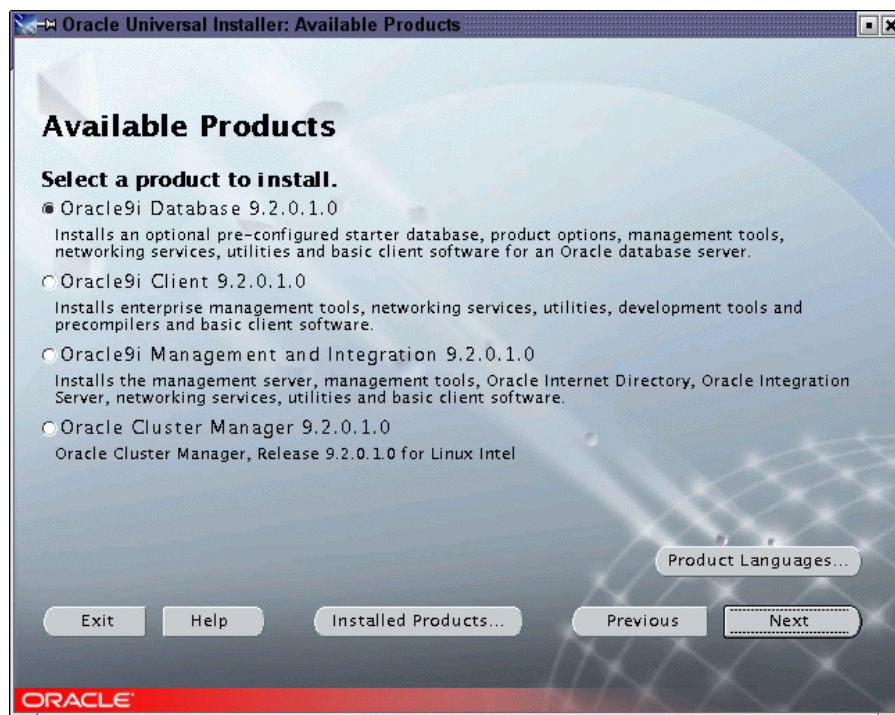 Oracle Universal Installer: Available Products
Available Products
Select a product to install.
Oracle9i Database 9.2.0.1.0
Installs an optional pre-configured starter database, product options, management tools,
networking services, utilities and basic client software for an Oracle database server.
Oracle9i Client 9.2.0.1.0
Installs enterprise management tools, networking services, utilities, development tools and
precompilers and basic client software.
Oracle9i Management and Integration 9.2.0.1.0
Installs the management server, management tools, Oracle Internet Directory, Oracle Integration
Server, networking services, utilities and basic client software.
Oracle Cluster Manager 9.2.0.1.0
Oracle Cluster Manager, Release 9.2.0.1.0 for Linux Intel
Product Languages...
Exit Help Installed Products... Previous Next
ORACLE